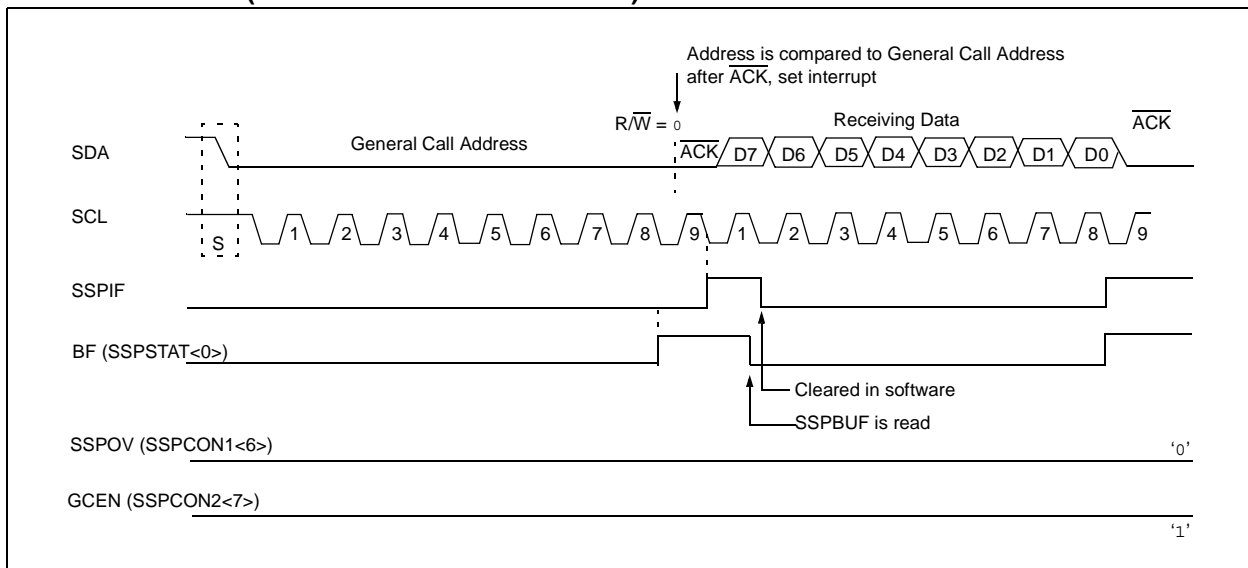 Address is compared to General Call Address
after ACK, set interrupt
R/W = 0
Receiving Data
ACK
SDA
General Call Address
ACK D7 D6 D5 D4 D3 D2 D1 D0
SCL
S
1 2 3 4 5 6 7 8 9 1 2 3 4 5 6 7 8 9
SSPIF
BF (SSPSTAT<0>)
Cleared in software
SSPBUF is read
SSPOV (SSPCON1<6>)
‘0’
GCEN (SSPCON2<7>)
‘1’